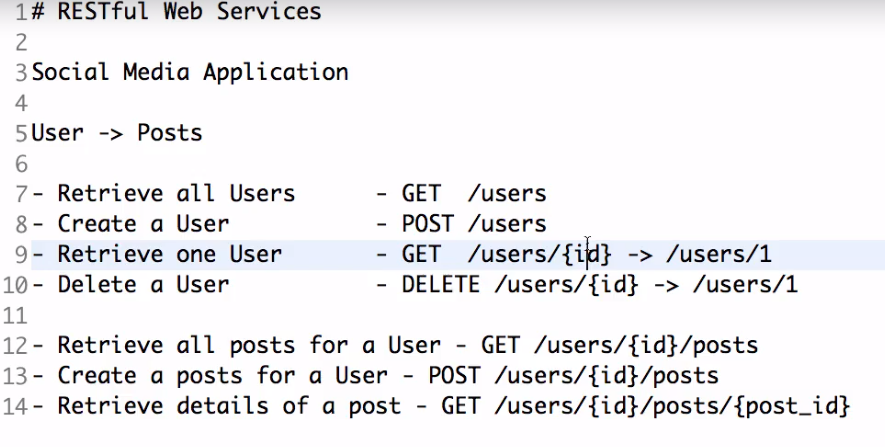 1# RESTful Web Services
2
3Social Media Application
4
5User -> Posts
6
7- Retrieve all Users - GET /users
8- Create a User - POST /users
9- Retrieve one User - GET /users/{id} -> /users/1
10- Delete a User - DELETE /users/{id} -> /users/1
11
12- Retrieve all posts for a User - GET /users/{id}/posts
13- Create a posts for a User - POST /users/{id}/posts
14- Retrieve details of a post - GET /users/{id}/posts/{post_id}